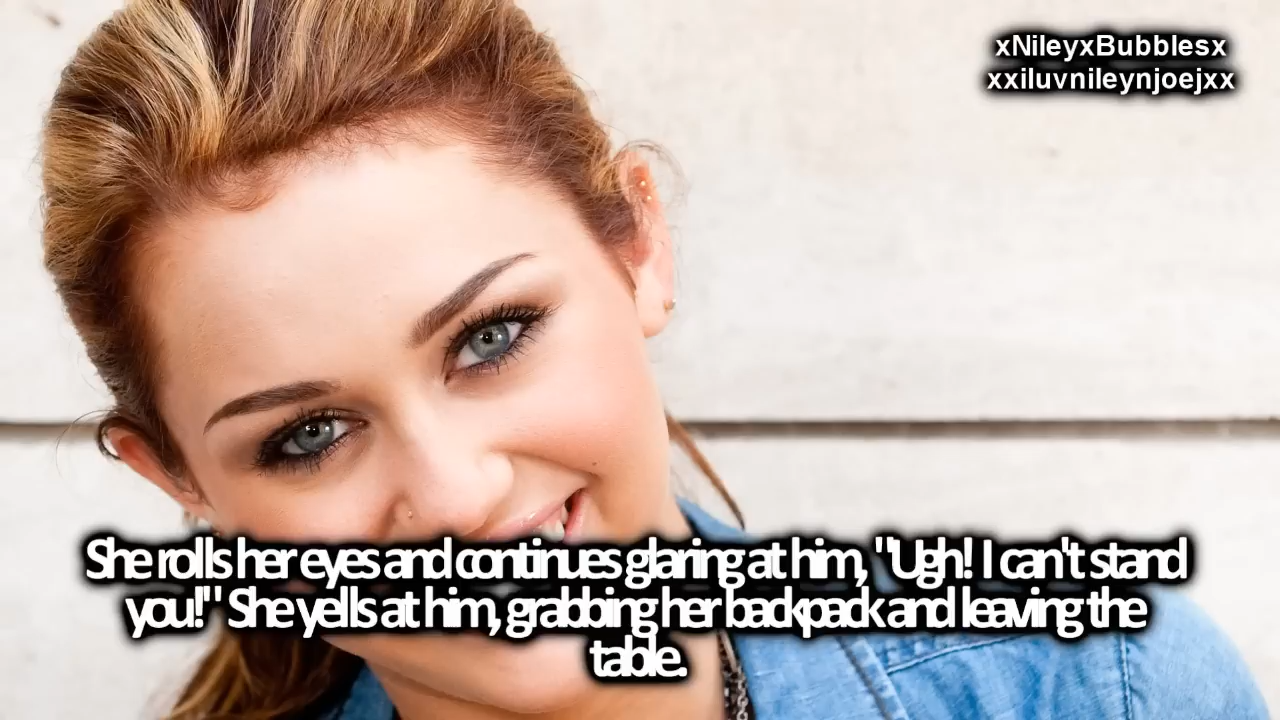 xNileyxBubblesx
xxiluvnileynjoejxx
She rolls her eyes and continues glaring at him, "Ugh! I can't stand
you!" She yells at him, grabbing her backpack and leaving the
table.